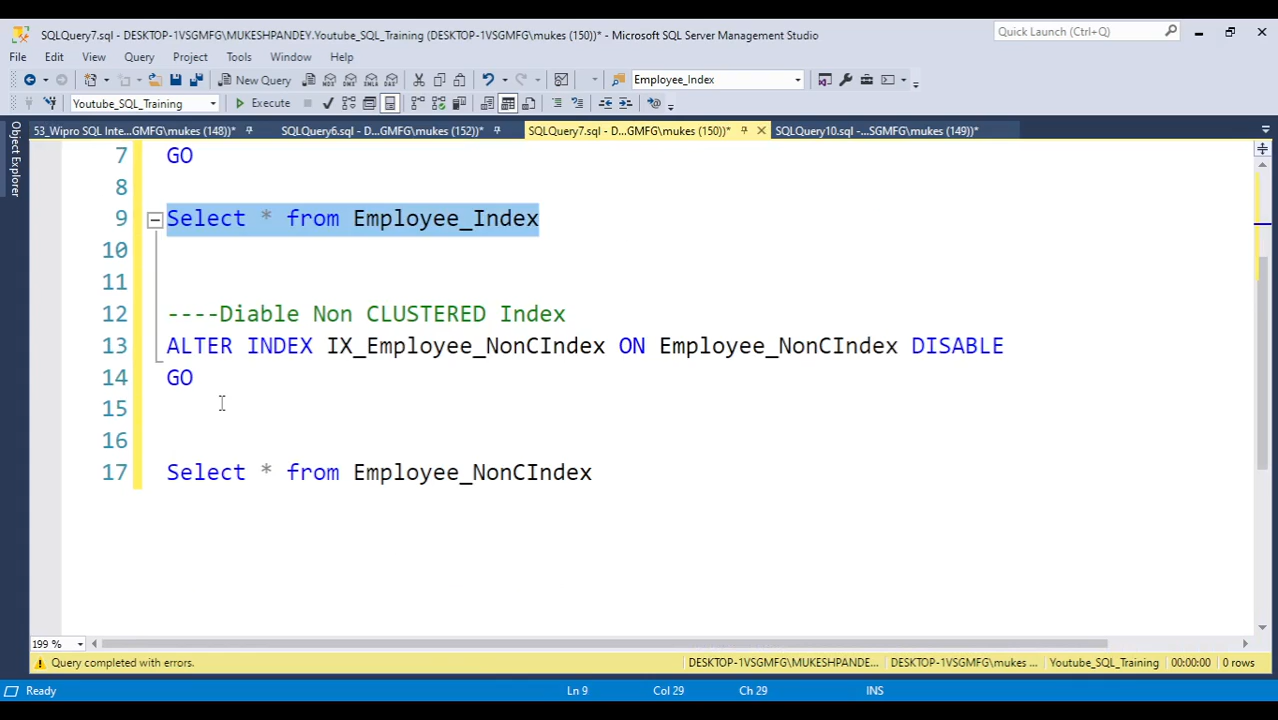 SQLQuery7.sql - DESKTOP-1VSGMFG\MUKESHPANDEY.Youtube_SQL_Training (DESKTOP-1VSGMFG\mukes (150))* - Microsoft SQL Server Management Studio
Quick Launch (Ctrl+Q)
File Edit View Query Project Tools Window Help
New Query
Employee_Index
Youtube_SQL_Training
Execute
53_Wipro SQL Inte...GMFG\mukes (148))*
SQLQuery6.sql - D...GMFG\mukes (152))*
SQLQuery7.sql - D...GMFG\mukes (150))*
SQLQuery10.sql -...SGMFG\mukes (149))*
Object Explorer
7 GO
8
9 Select * from Employee_Index
10
11
12 ----Diable Non CLUSTERED Index
13 ALTER INDEX IX_Employee_NonCIndex ON Employee_NonCIndex DISABLE
14 GO
15
16
17 Select * from Employee_NonCIndex
199 %
Query completed with errors.
DESKTOP-1VSGMFG\MUKESHPANDE...
DESKTOP-1VSGMFG\mukes ...
Youtube_SQL_Training
00:00:00
0 rows
Ready
Ln 9
Col 29
Ch 29
INS